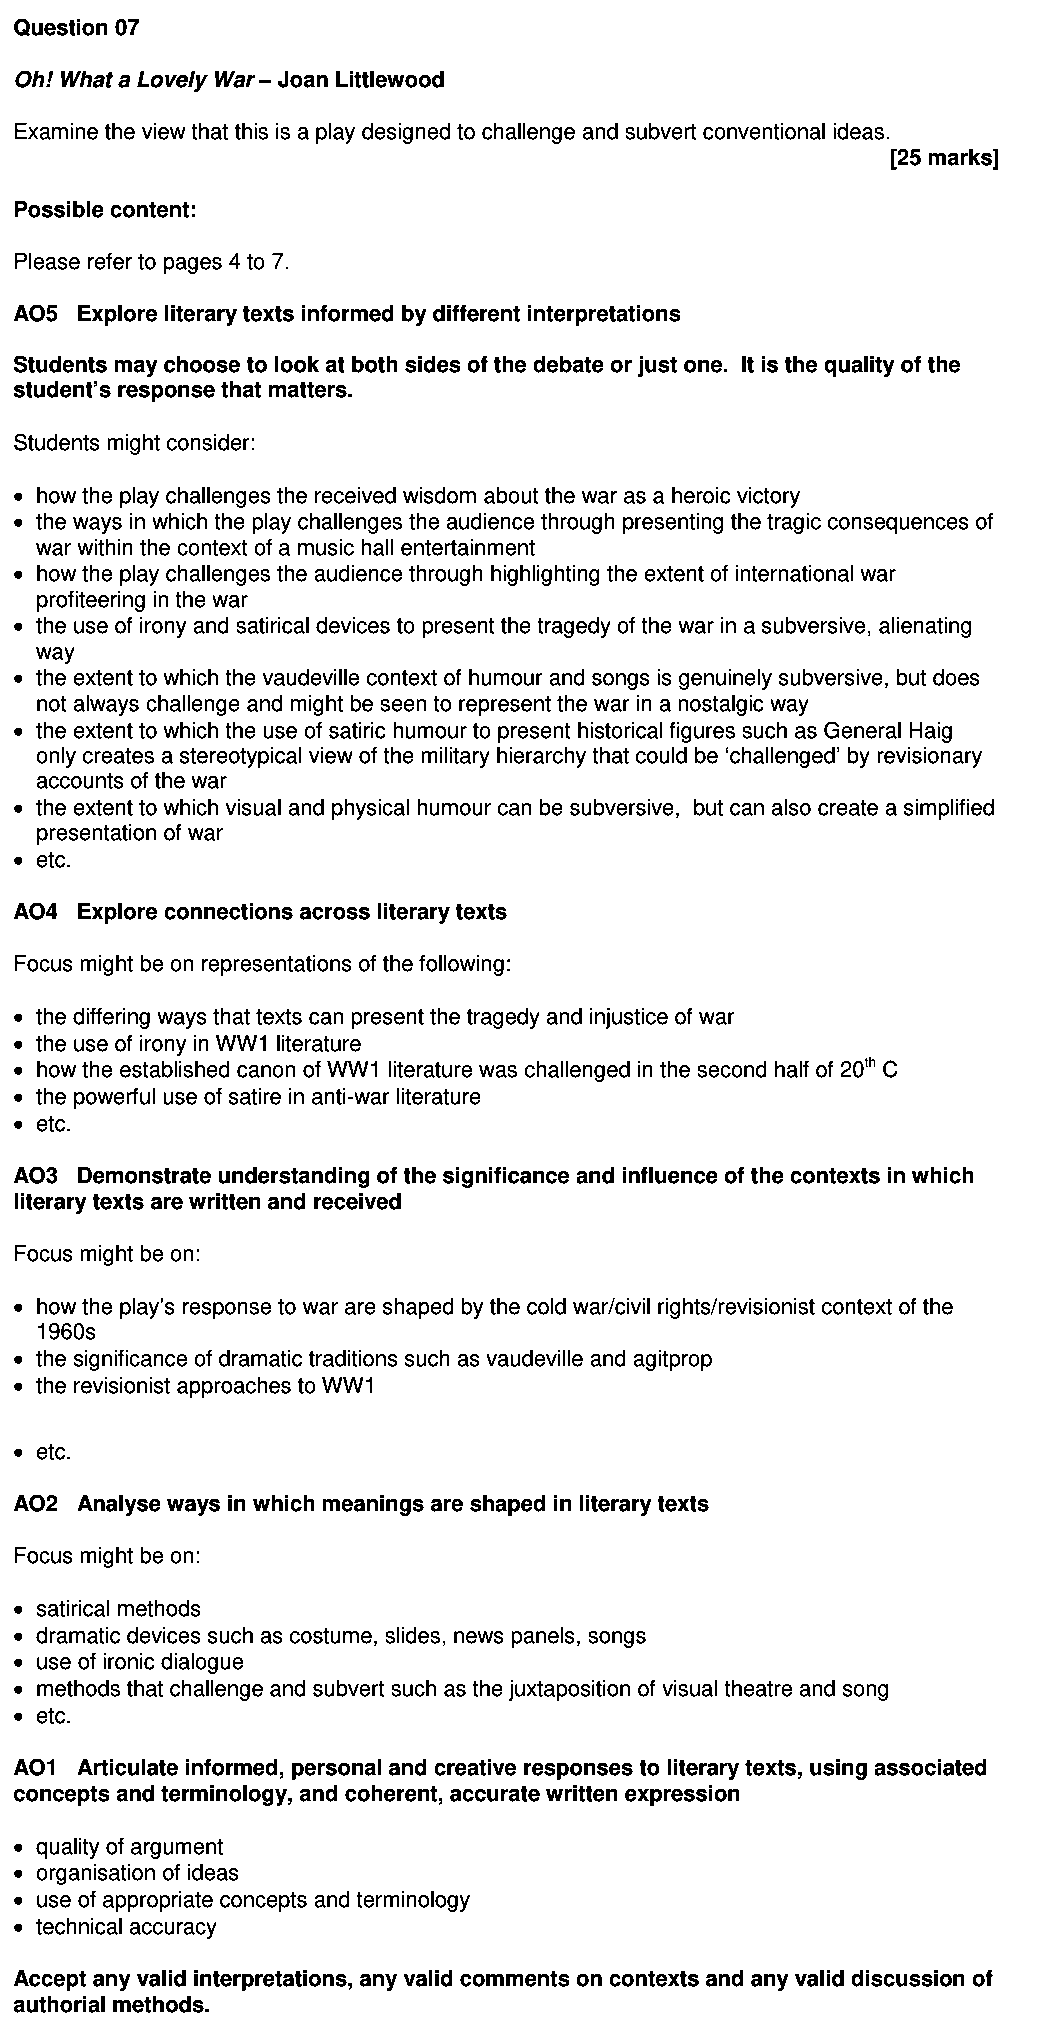 Question 07
Oh! What a Lovely War – Joan Littlewood
Examine the view that this is a play designed to challenge and subvert conventional ideas.
[25 marks]
Possible content:
Please refer to pages 4 to 7.
AO5 Explore literary texts informed by different interpretations
Students may choose to look at both sides of the debate or just one. It is the quality of the
student's response that matters.
Students might consider:
• how the play challenges the received wisdom about the war as a heroic victory
• the ways in which the play challenges the audience through presenting the tragic consequences of
war within the context of a music hall entertainment
• how the play challenges the audience through highlighting the extent of international war
profiteering in the war
• the use of irony and satirical devices to present the tragedy of the war in a subversive, alienating
way
• the extent to which the vaudeville context of humour and songs is genuinely subversive, but does
not always challenge and might be seen to represent the war in a nostalgic way
• the extent to which the use of satiric humour to present historical figures such as General Haig
only creates a stereotypical view of the military hierarchy that could be 'challenged' by revisionary
accounts of the war
• the extent to which visual and physical humour can be subversive, but can also create a simplified
presentation of war
• etc.
AO4 Explore connections across literary texts
Focus might be on representations of the following:
• the differing ways that texts can present the tragedy and injustice of war
• the use of irony in WW1 literature
• how the established canon of WW1 literature was challenged in the second half of 20th C
• the powerful use of satire in anti-war literature
• etc.
AO3 Demonstrate understanding of the significance and influence of the contexts in which
literary texts are written and received
Focus might be on:
• how the play's response to war are shaped by the cold war/civil rights/revisionist context of the
1960s
• the significance of dramatic traditions such as vaudeville and agitprop
• the revisionist approaches to WW1
• etc.
AO2 Analyse ways in which meanings are shaped in literary texts
Focus might be on:
• satirical methods
• dramatic devices such as costume, slides, news panels, songs
• use of ironic dialogue
• methods that challenge and subvert such as the juxtaposition of visual theatre and song
• etc.
AO1 Articulate informed, personal and creative responses to literary texts, using associated
concepts and terminology, and coherent, accurate written expression
• quality of argument
• organisation of ideas
• use of appropriate concepts and terminology
• technical accuracy
Accept any valid interpretations, any valid comments on contexts and any valid discussion of
authorial methods.